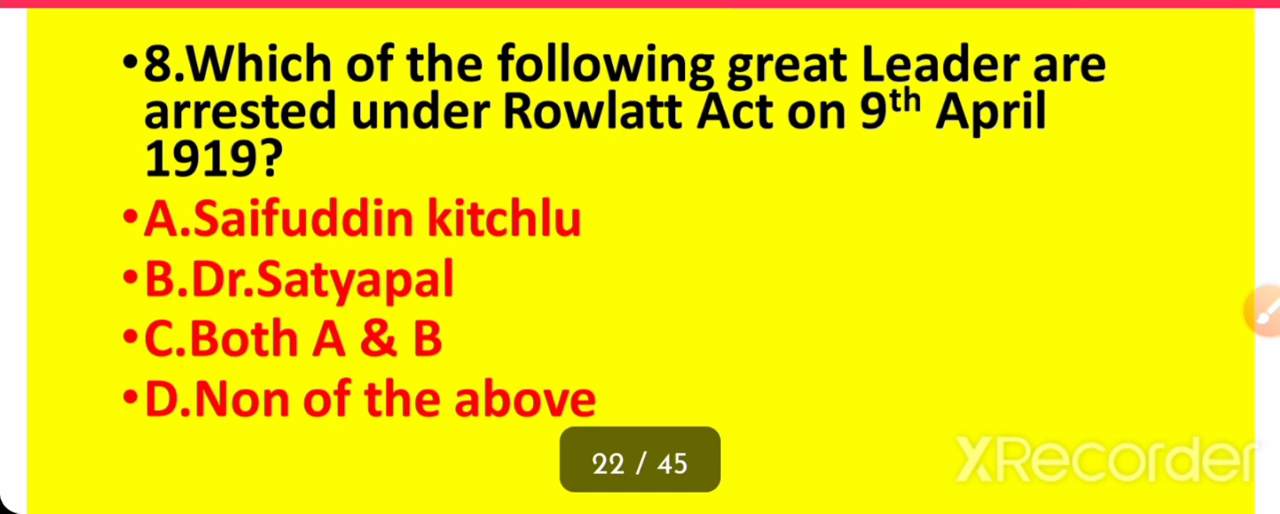 •8.Which of the following great Leader are
arrested under Rowlatt Act on 9th April
1919?
•A.Saifuddin kitchlu
•B.Dr.Satyapal
•C.Both A & B
•D.Non of the above
22 / 45
XRecorder